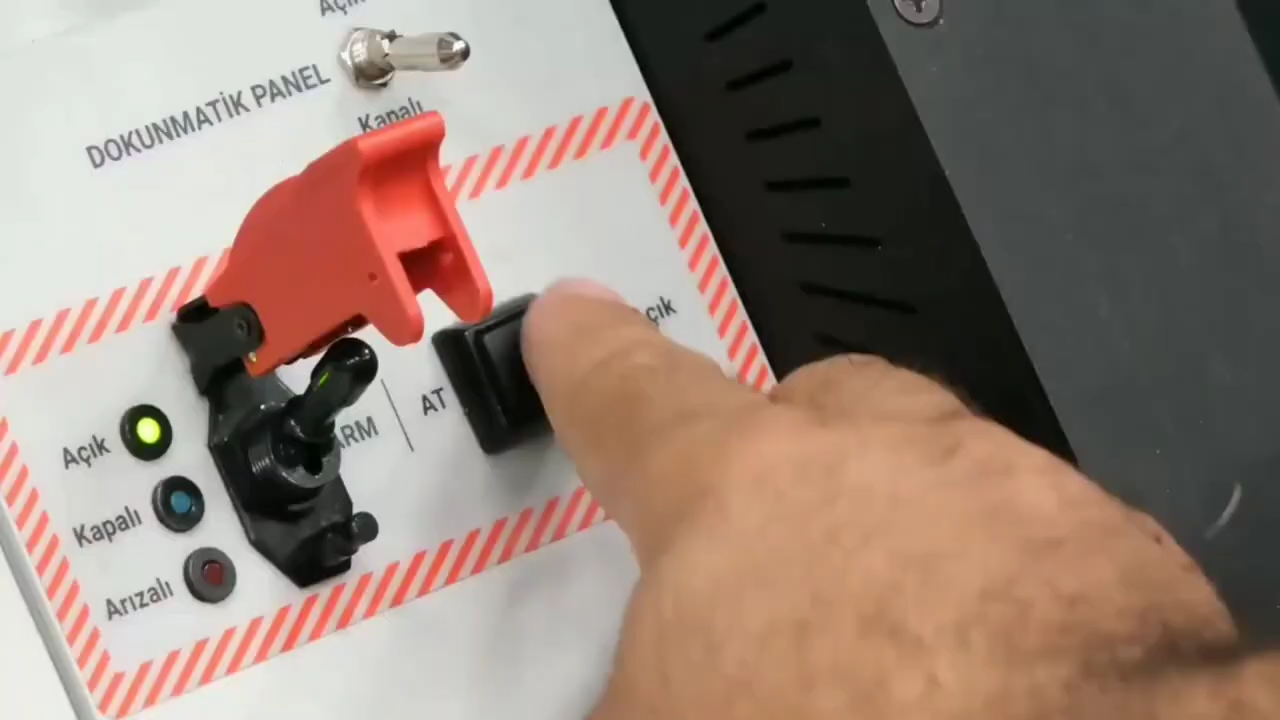 DOKUNMATİK PANEL
Kapalı
Açık
Kapalı
Arızalı
ARM
AT